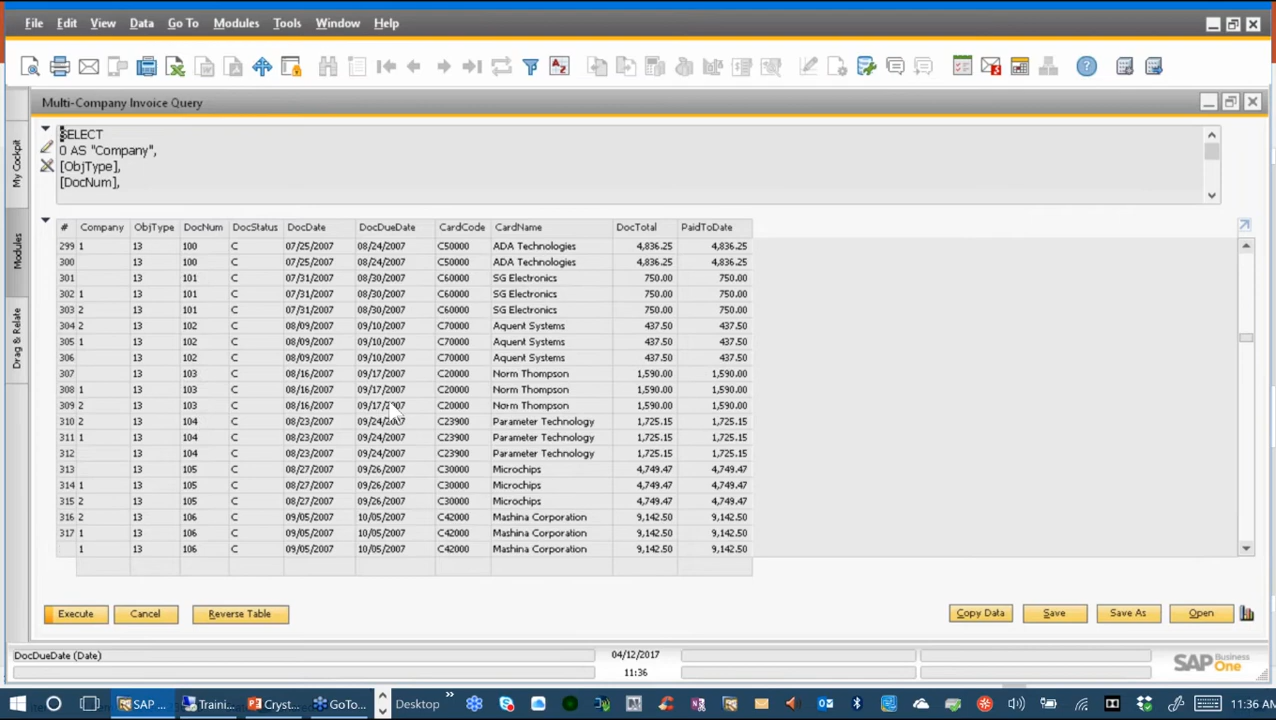 File Edit View Data Go To Modules Tools Window Help
Multi-Company Invoice Query
My Cockpit
Modules
Drag & Relate
SELECT
0 AS "Company",
[ObjType],
[DocNum],
# Company ObjType DocNum DocStatus DocDate DocDueDate CardCode CardName DocTotal PaidToDate
299 1 13 100 C 07/25/2007 08/24/2007 C50000 ADA Technologies 4,836.25 4,836.25
300 13 100 C 07/25/2007 08/24/2007 C50000 ADA Technologies 4,836.25 4,836.25
301 13 101 C 07/31/2007 08/30/2007 C60000 SG Electronics 750.00 750.00
302 1 13 101 C 07/31/2007 08/30/2007 C60000 SG Electronics 750.00 750.00
303 2 13 101 C 07/31/2007 08/30/2007 C60000 SG Electronics 750.00 750.00
304 2 13 102 C 08/09/2007 09/10/2007 C70000 Aquent Systems 437.50 437.50
305 1 13 102 C 08/09/2007 09/10/2007 C70000 Aquent Systems 437.50 437.50
306 13 102 C 08/09/2007 09/10/2007 C70000 Aquent Systems 437.50 437.50
307 13 103 C 08/16/2007 09/17/2007 C20000 Norm Thompson 1,590.00 1,590.00
308 1 13 103 C 08/16/2007 09/17/2007 C20000 Norm Thompson 1,590.00 1,590.00
309 2 13 103 C 08/16/2007 09/17/2007 C20000 Norm Thompson 1,590.00 1,590.00
310 2 13 104 C 08/23/2007 09/24/2007 C23900 Parameter Technology 1,725.15 1,725.15
311 1 13 104 C 08/23/2007 09/24/2007 C23900 Parameter Technology 1,725.15 1,725.15
312 13 104 C 08/23/2007 09/24/2007 C23900 Parameter Technology 1,725.15 1,725.15
313 13 105 C 08/27/2007 09/26/2007 C30000 Microchips 4,749.47 4,749.47
314 1 13 105 C 08/27/2007 09/26/2007 C30000 Microchips 4,749.47 4,749.47
315 2 13 105 C 08/27/2007 09/26/2007 C30000 Microchips 4,749.47 4,749.47
316 2 13 106 C 09/05/2007 10/05/2007 C42000 Mashina Corporation 9,142.50 9,142.50
317 1 13 106 C 09/05/2007 10/05/2007 C42000 Mashina Corporation 9,142.50 9,142.50
1 13 106 C 09/05/2007 10/05/2007 C42000 Mashina Corporation 9,142.50 9,142.50
Execute Cancel Reverse Table Copy Data Save Save As Open
DocDueDate (Date) 04/12/2017
11:36
SAP Business One
SAP ... Traini... Cryst... GoTo... Desktop 11:36 AM